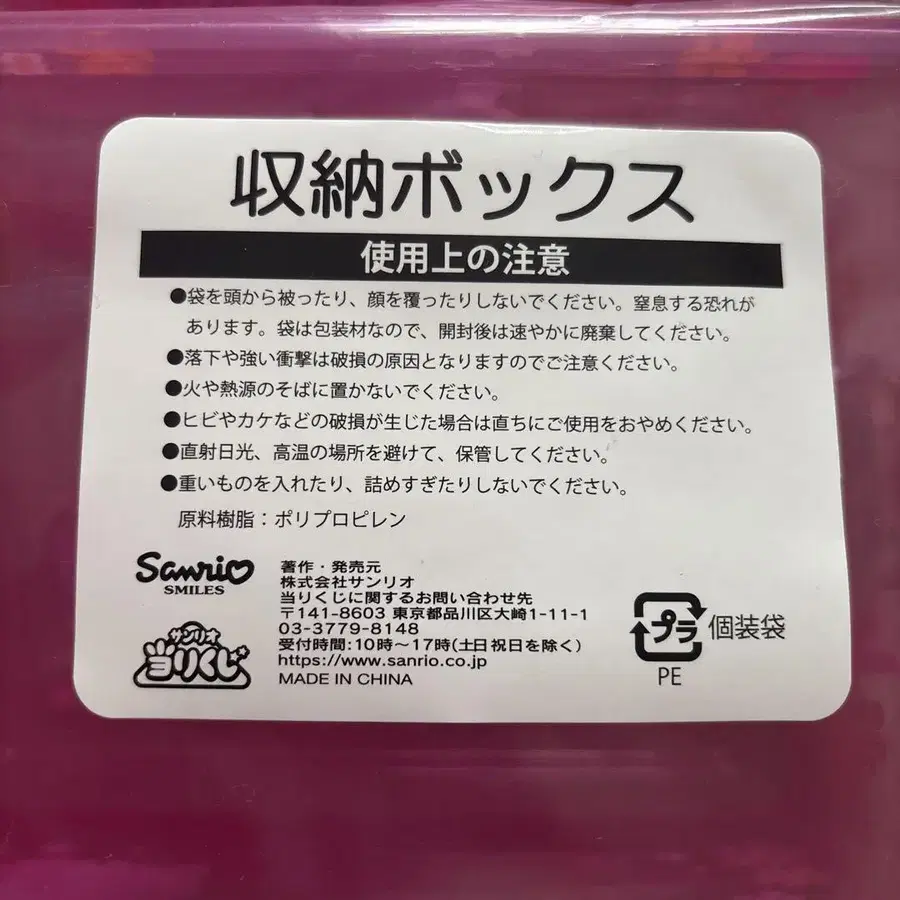 収納ボックス
使用上の注意
●袋を頭から被ったり、顔を覆ったりしないでください。窒息する恐れが
あります。袋は包装材なので、開封後は速やかに廃棄してください。
●落下や強い衝撃は破損の原因となりますのでご注意ください。
●火や熱源のそばに置かないでください。
●ヒビやカケなどの破損が生じた場合は直ちにご使用をおやめください。
●直射日光、高温の場所を避けて、保管してください。
●重いものを入れたり、詰めすぎたりしないでください。
原料樹脂：ポリプロピレン
Sanrio
SMILES
サンリオ
当りくじ
著作・発売元
株式会社サンリオ
当りくじに関するお問い合わせ先
〒141-8603 東京都品川区大崎1-11-1
03-3779-8148
受付時間:10時～17時(土日祝日を除く)
https://www.sanrio.co.jp
MADE IN CHINA
プラ 個装袋
PE